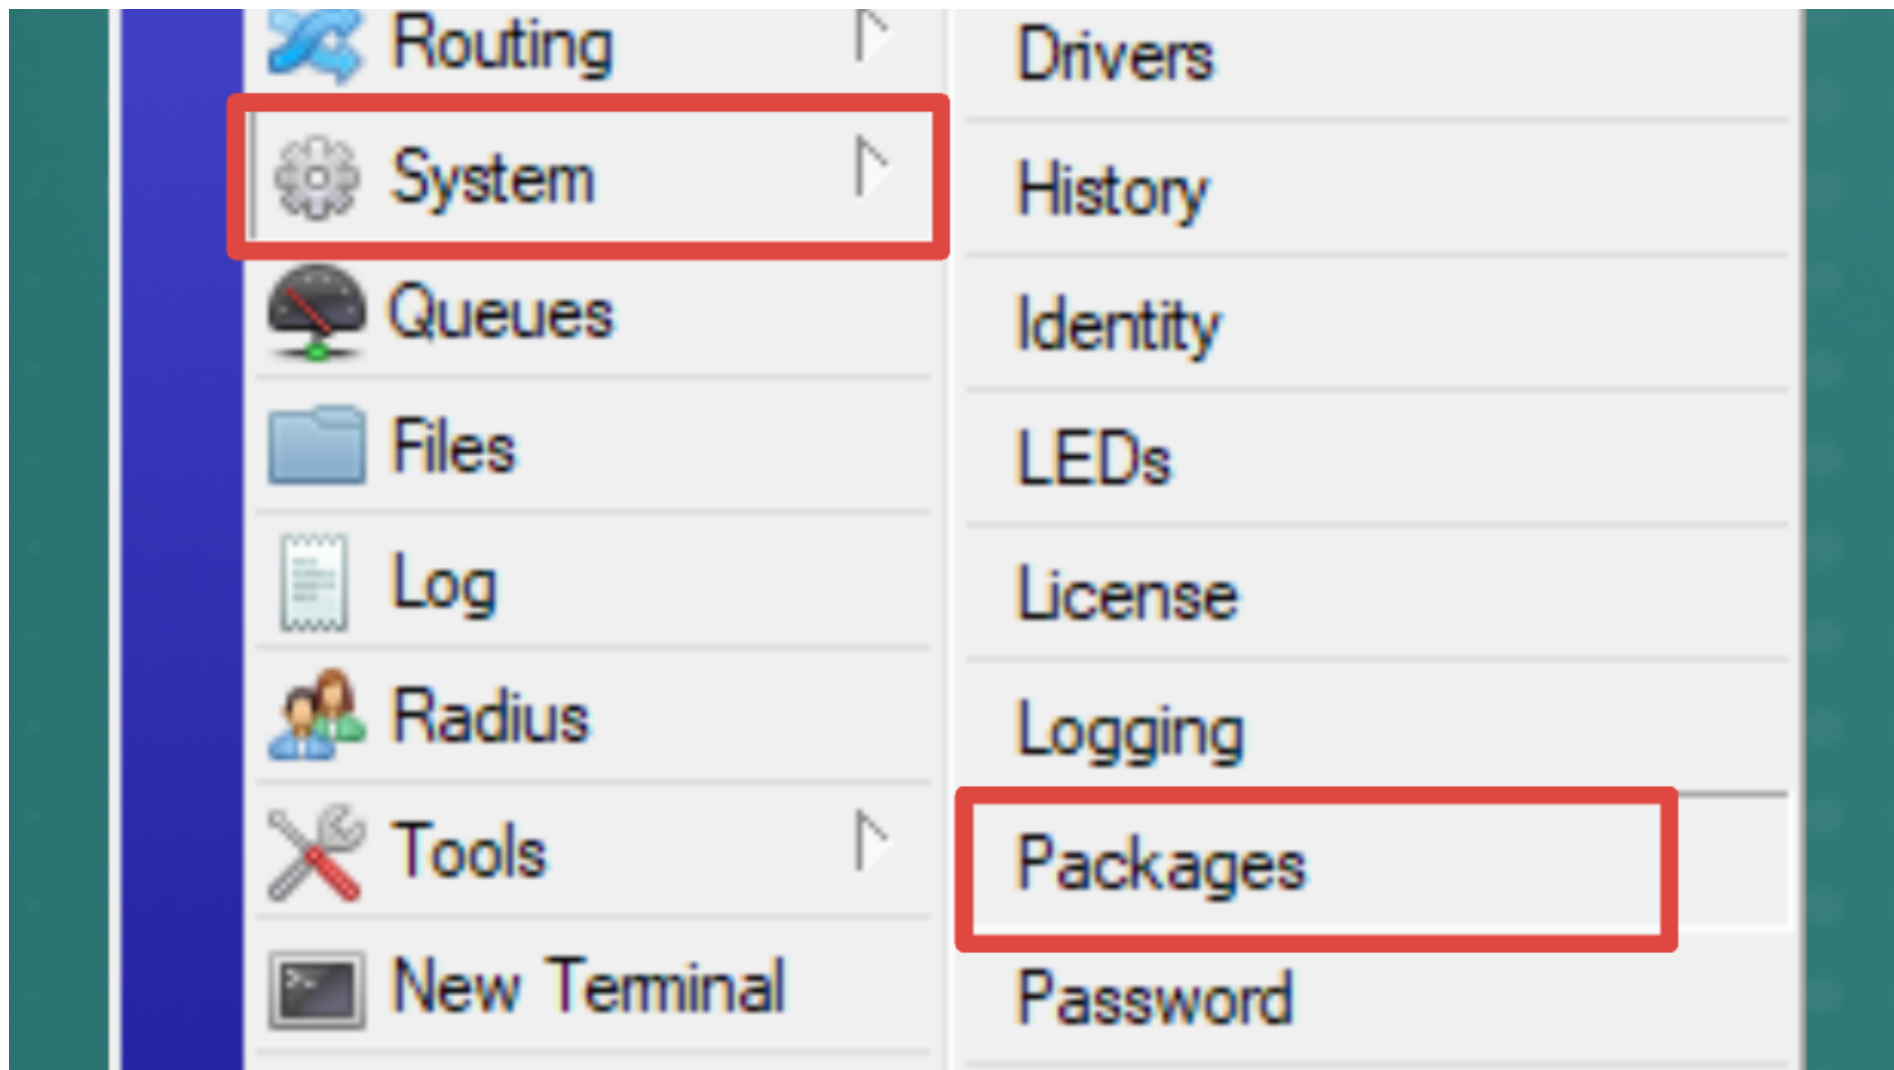 Routing
System
Queues
Files
Log
Radius
Tools
New Terminal
Drivers
History
Identity
LEDs
License
Logging
Packages
Password